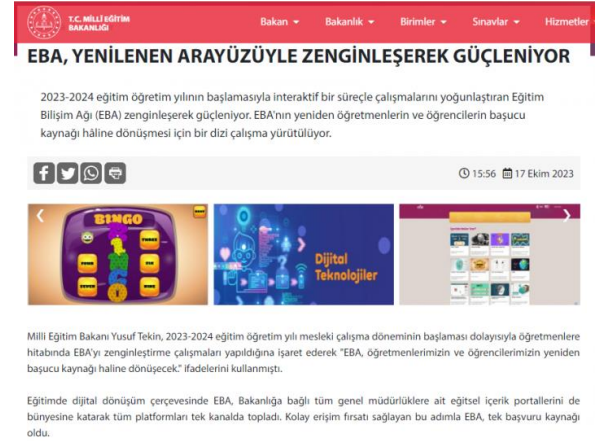 T.C. MİLLİ EĞİTİM
BAKANLIĞI
Bakan
Bakanlık
Birimler
Sınavlar
Hizmetler
EBA, YENİLENEN ARAYÜZÜYLE ZENGİNLEŞEREK GÜÇLENİYOR
2023-2024 eğitim öğretim yılının başlamasıyla interaktif bir süreçle çalışmalarını yoğunlaştıran Eğitim
Bilişim Ağı (EBA) zenginleşerek güçleniyor. EBA'nın yeniden öğretmenlerin ve öğrencilerin başucu
kaynağı hâline dönüşmesi için bir dizi çalışma yürütülüyor.
15:56 17 Ekim 2023
BINGO
Dijital
Teknolojiler
Milli Eğitim Bakanı Yusuf Tekin, 2023-2024 eğitim öğretim yılı mesleki çalışma döneminin başlaması dolayısıyla öğretmenlere
hitabında EBA'yı zenginleştirme çalışmaları yapıldığına işaret ederek "EBA, öğretmenlerimizin ve öğrencilerimizin yeniden
başucu kaynağı haline dönüşecek." ifadelerini kullanmıştı.
Eğitimde dijital dönüşüm çerçevesinde EBA, Bakanlığa bağlı tüm genel müdürlüklere ait eğitsel içerik portallerini de
bünyesine katarak tüm platformları tek kanalda topladı. Kolay erişim fırsatı sağlayan bu adımla EBA, tek başvuru kaynağı
oldu.